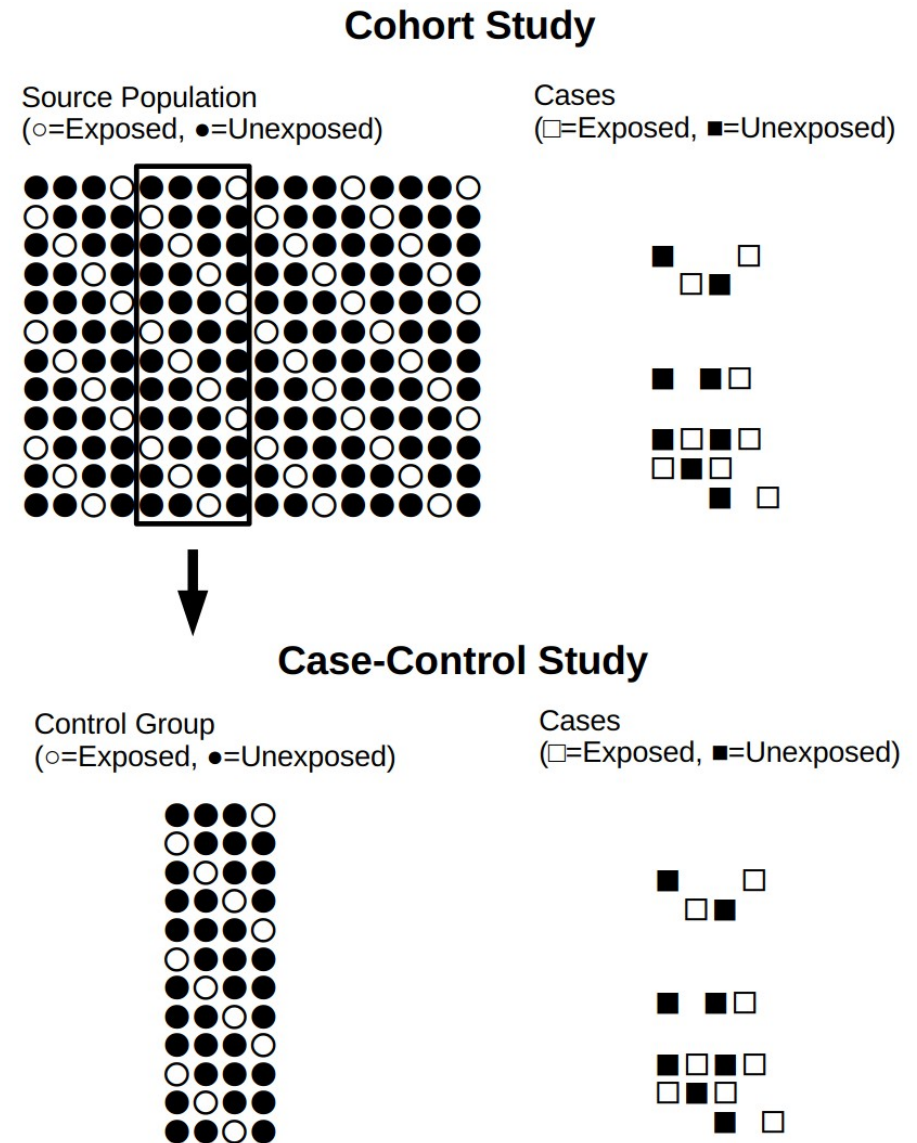 Cohort Study
Source Population
(○=Exposed, ●=Unexposed)
Cases
(□=Exposed, ■=Unexposed)
Case-Control Study
Control Group
(○=Exposed, ●=Unexposed)
Cases
(□=Exposed, ■=Unexposed)